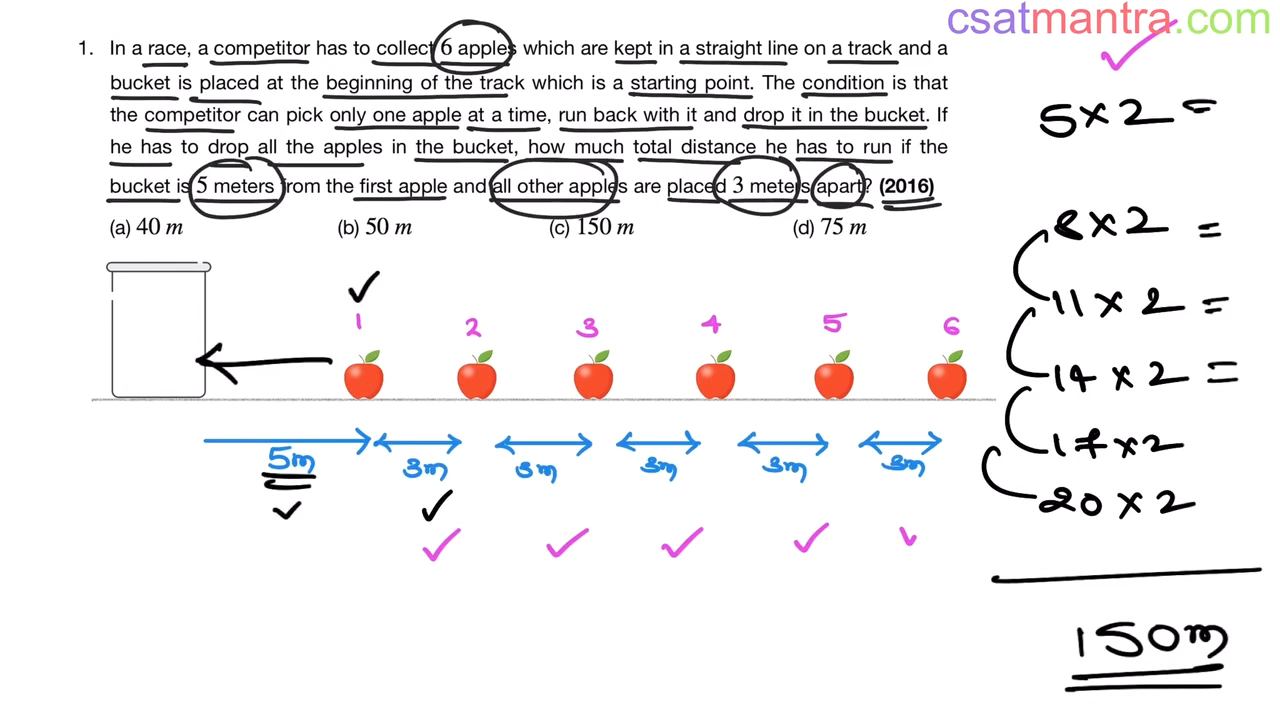 csatmantra.com
1. In a race, a competitor has to collect 6 apples which are kept in a straight line on a track and a
bucket is placed at the beginning of the track which is a starting point. The condition is that
the competitor can pick only one apple at a time, run back with it and drop it in the bucket. If
he has to drop all the apples in the bucket, how much total distance he has to run if the
bucket is 5 meters from the first apple and all other apples are placed 3 meters apart? (2016)
(a) 40 m (b) 50 m (c) 150 m (d) 75 m
5 × 2 =
8 × 2 =
11 × 2 =
14 × 2 =
17 × 2
20 × 2
150m
1 2 3 4 5 6
5m 3m 3m 3m 3m 3m